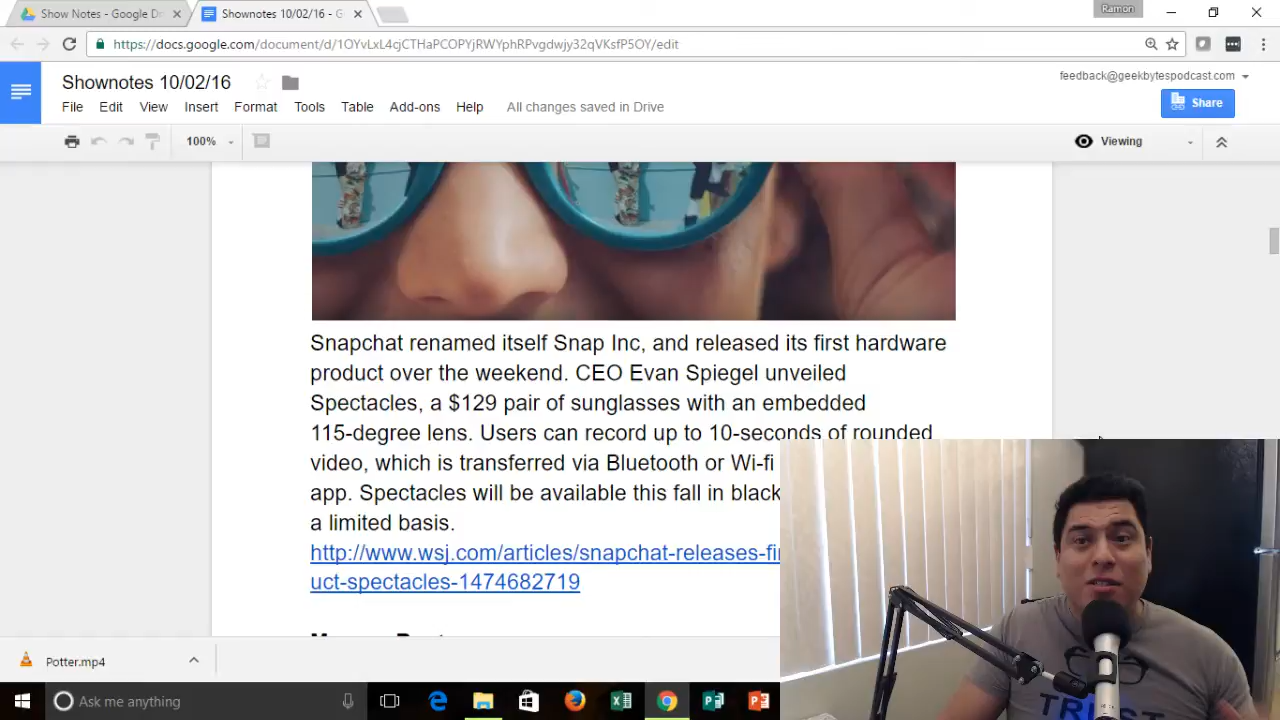 Show Notes - Google Dr
Shownotes 10/02/16 - G
Ramon
https://docs.google.com/document/d/1OYvLxL4cjCTHaPCOPYjRWYphRPvgdwjy32qVKsfP5OY/edit
Shownotes 10/02/16
feedback@geekbytespodcast.com
File Edit View Insert Format Tools Table Add-ons Help All changes saved in Drive
Share
100%
Viewing
Snapchat renamed itself Snap Inc, and released its first hardware
product over the weekend. CEO Evan Spiegel unveiled
Spectacles, a $129 pair of sunglasses with an embedded
115-degree lens. Users can record up to 10-seconds of rounded
video, which is transferred via Bluetooth or Wi-fi
app. Spectacles will be available this fall in black
a limited basis.
http://www.wsj.com/articles/snapchat-releases-fi
uct-spectacles-1474682719
Potter.mp4
Ask me anything
TRUST